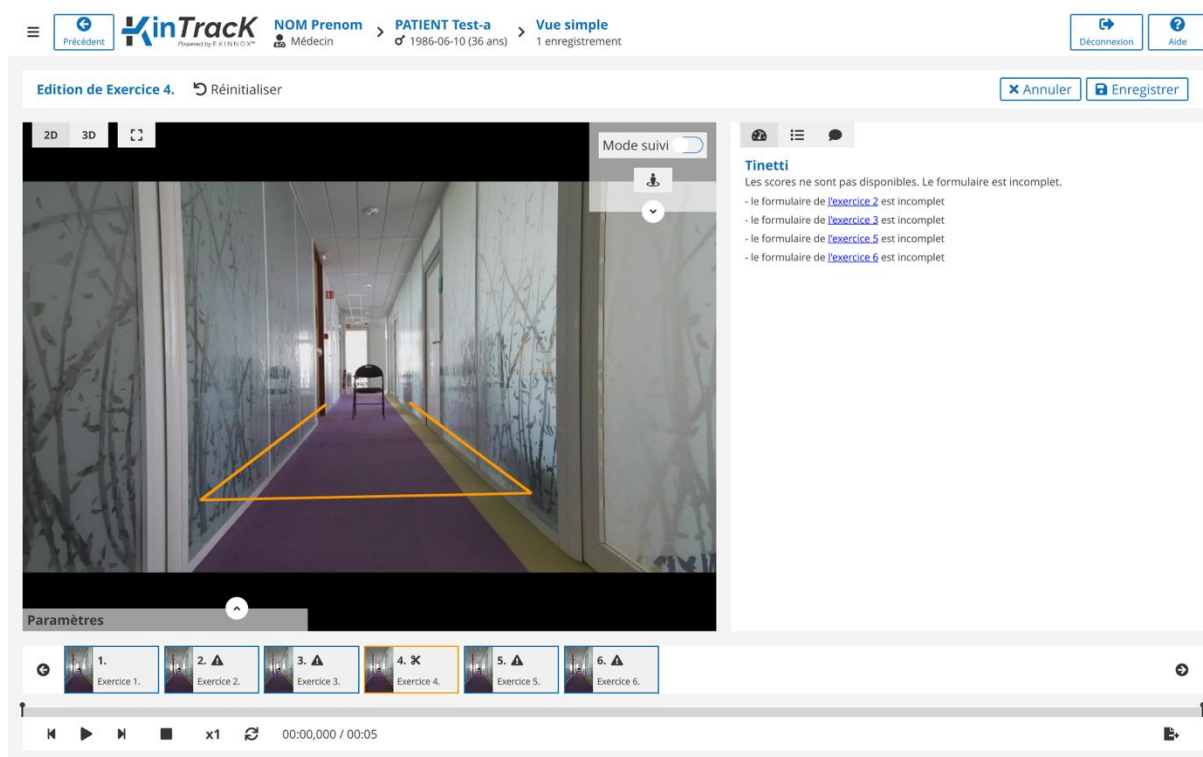 Précédent
KinTracK
Powered by EKINNOX™
NOM Prenom
Médecin
PATIENT Test-a
1986-06-10 (36 ans)
Vue simple
1 enregistrement
Déconnexion
Aide
Edition de Exercice 4.
Réinitialiser
Annuler
Enregistrer
2D 3D
Mode suivi
Tinetti
Les scores ne sont pas disponibles. Le formulaire est incomplet.
- le formulaire de l'exercice 2 est incomplet
- le formulaire de l'exercice 3 est incomplet
- le formulaire de l'exercice 5 est incomplet
- le formulaire de l'exercice 6 est incomplet
Paramètres
1.
Exercice 1.
2.
Exercice 2.
3.
Exercice 3.
4.
Exercice 4.
5.
Exercice 5.
6.
Exercice 6.
x1
00:00,000 / 00:05